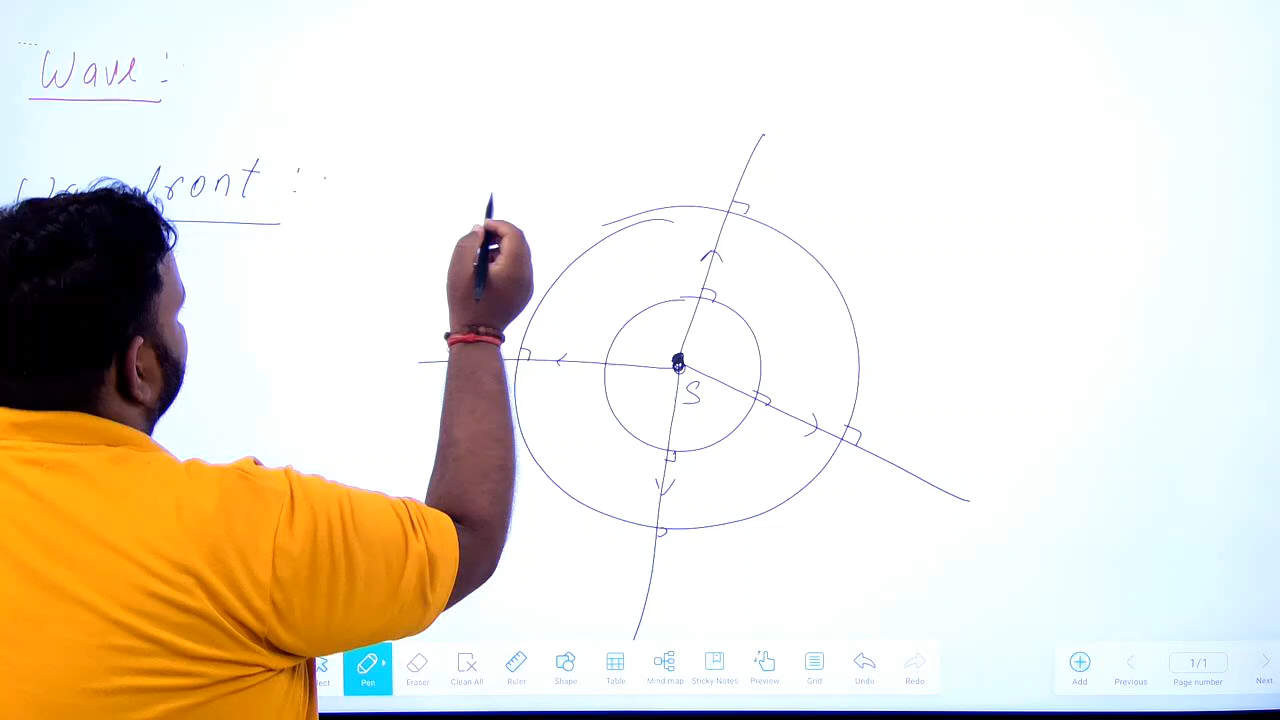 Wave :
front :
S
Pen
Eraser
Clean All
Ruler
Shape
Table
Mind map
Sticky Notes
Preview
Grid
Undo
Redo
Add
Previous
1/1
Page number
Next